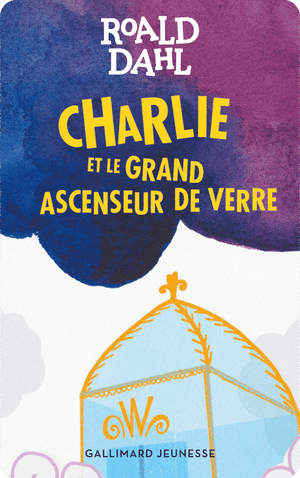 ROALD
DAHL
CHARLIE
ET LE GRAND
ASCENSEUR DE VERRE
W
GALLIMARD JEUNESSE